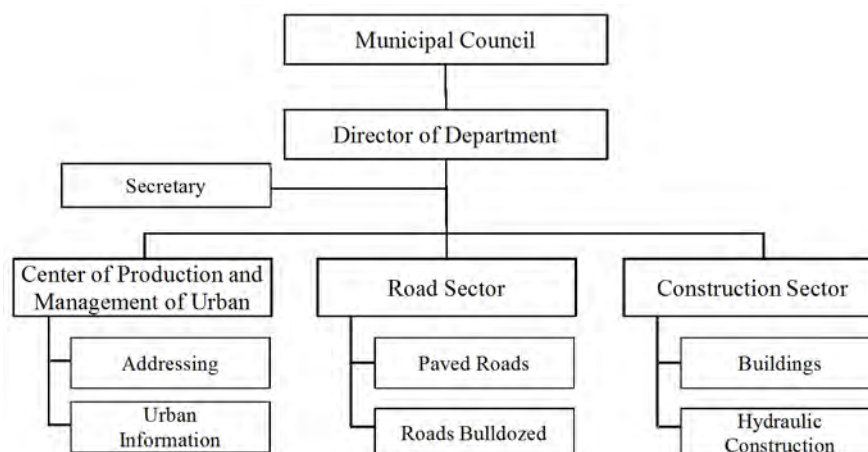 Municipal Council
Director of Department
Secretary
Center of Production and
Management of Urban
Road Sector
Construction Sector
Addressing
Paved Roads
Buildings
Urban
Information
Roads Bulldozed
Hydraulic
Construction